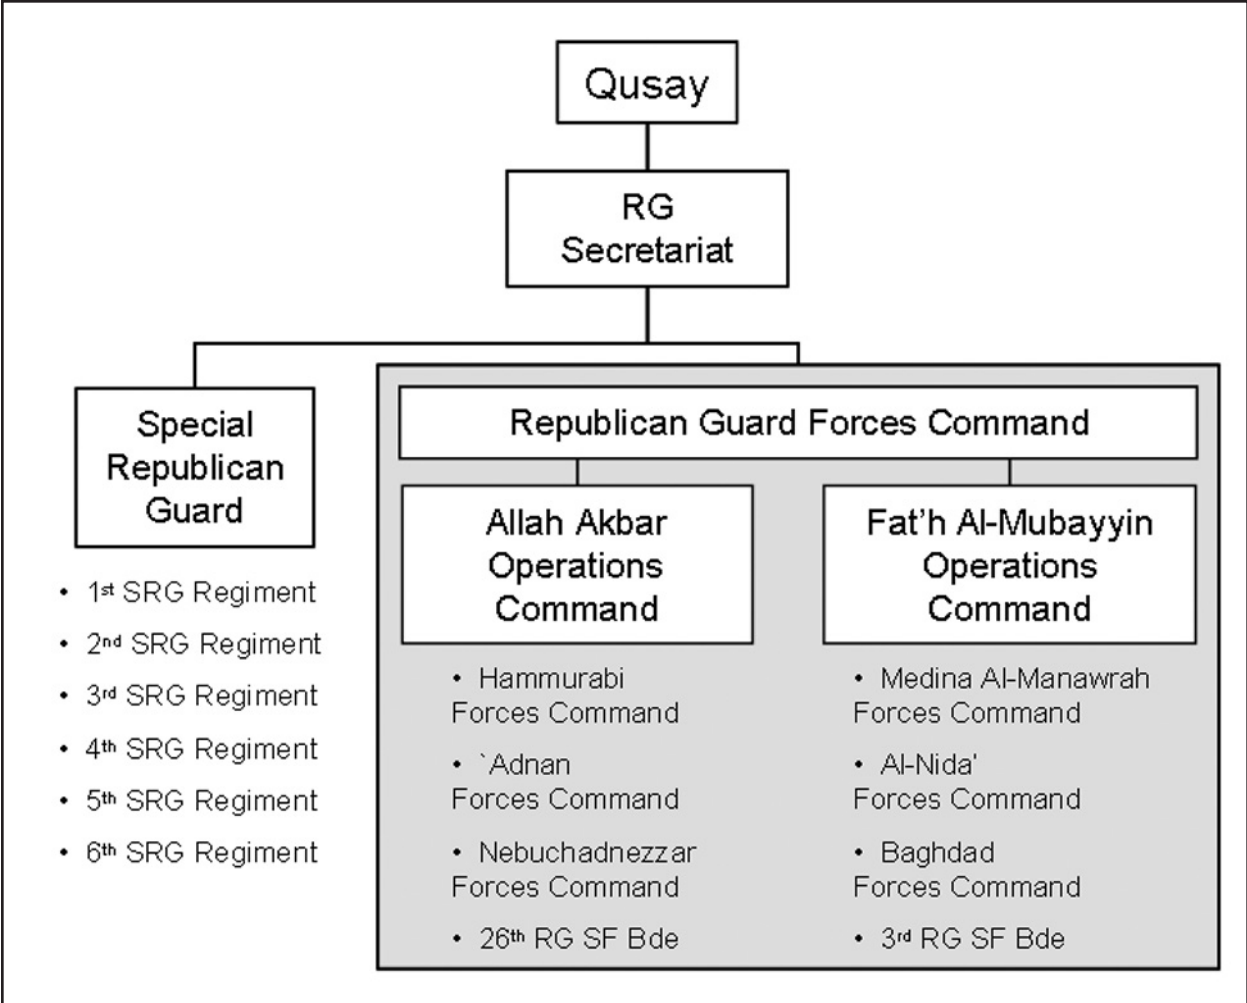 Qusay
RG
Secretariat
Special
Republican
Guard
• 1st SRG Regiment
• 2nd SRG Regiment
• 3rd SRG Regiment
• 4th SRG Regiment
• 5th SRG Regiment
• 6th SRG Regiment
Republican Guard Forces Command
Allah Akbar
Operations
Command
• Hammurabi
Forces Command
• `Adnan
Forces Command
• Nebuchadnezzar
Forces Command
• 26th RG SF Bde
Fat’h Al-Mubayyin
Operations
Command
• Medina Al-Manawrah
Forces Command
• Al-Nida'
Forces Command
• Baghdad
Forces Command
• 3rd RG SF Bde